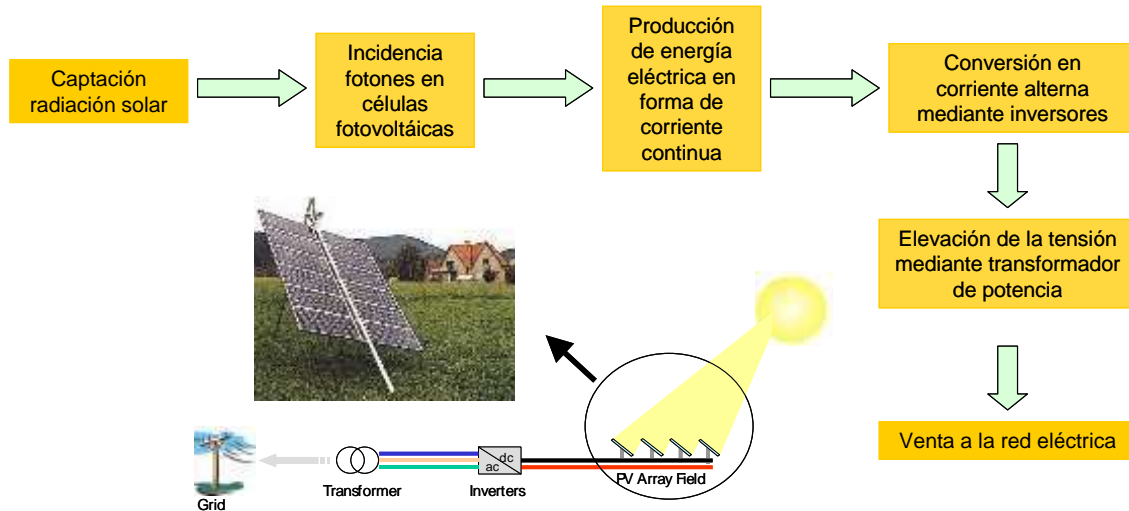 Captación
radiación solar
Incidencia
fotones en
células
fotovoltáicas
Producción
de energía
eléctrica en
forma de
corriente
continua
Conversión en
corriente alterna
mediante inversores
Elevación de la tensión
mediante transformador
de potencia
Venta a la red eléctrica
Grid
Transformer
dc
ac
Inverters
PV Array Field